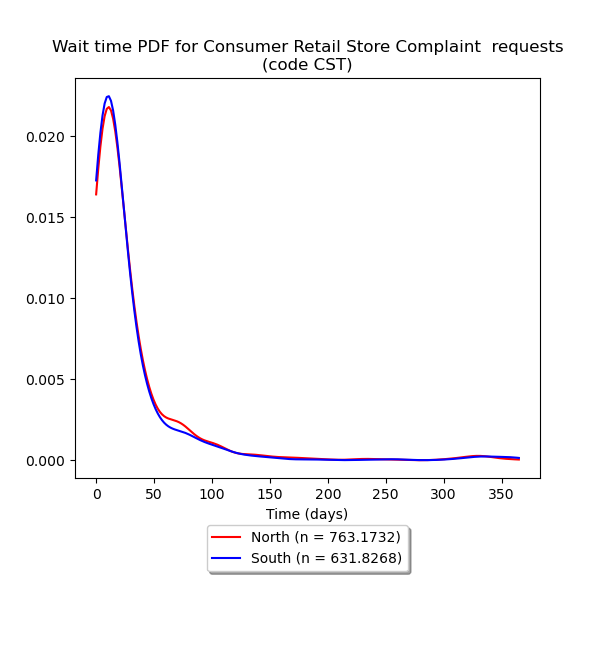 Wait time PDF for Consumer Retail Store Complaint  requests
(code CST)
0.020
0.015
0.010
0.005
0.000
0 50 100 150 200 250 300 350
Time (days)
North (n = 763.1732)
South (n = 631.8268)